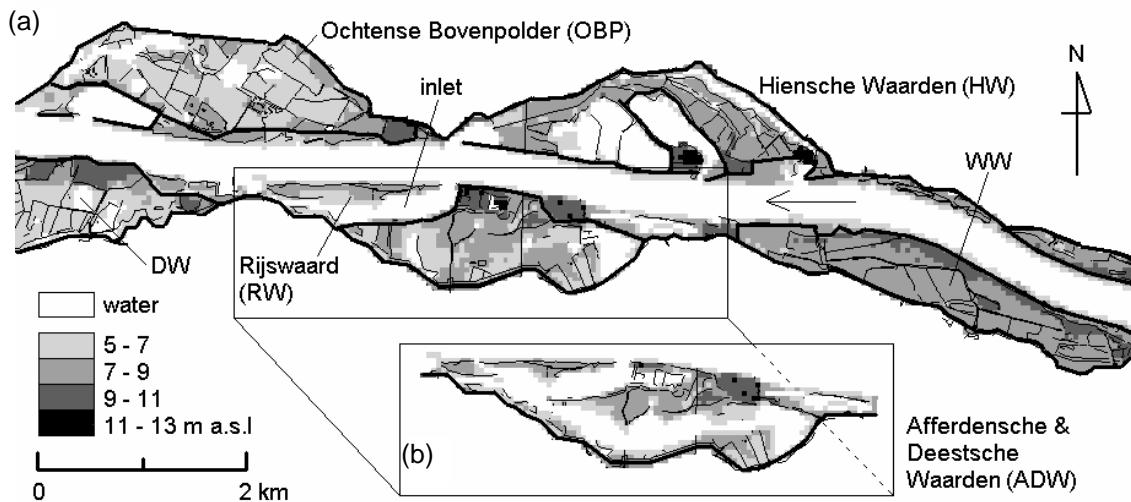 (a)
Ochtense Bovenpolder (OBP)
inlet
Hiensche Waarden (HW)
N
WW
DW
Rijswaard
(RW)
water
5 - 7
7 - 9
9 - 11
11 - 13 m a.s.l
0
2 km
(b)
Afferdensche &
Deestsche
Waarden (ADW)